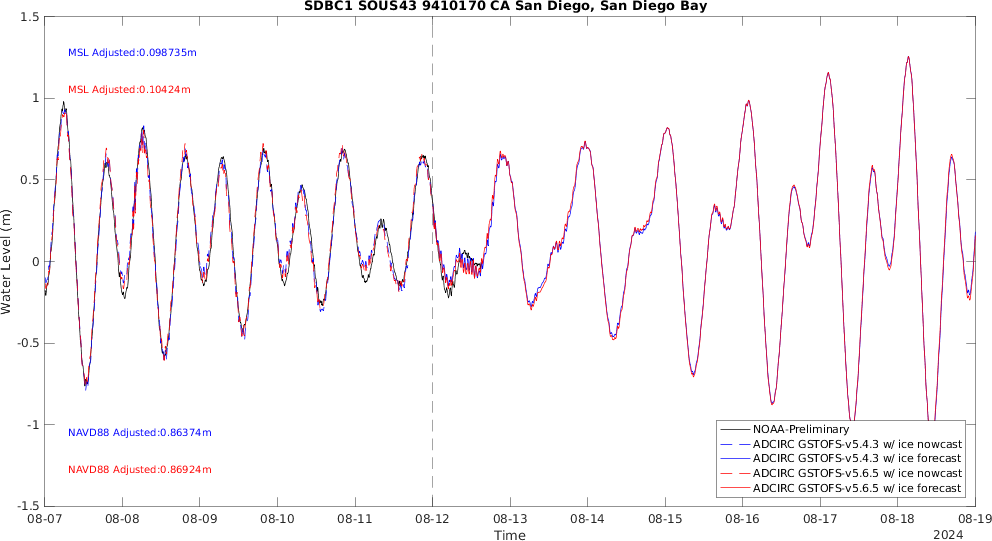 SDBC1 SOUS43 9410170 CA San Diego, San Diego Bay
1.5
1
0.5
0
-0.5
-1
-1.5
Water Level (m)
MSL Adjusted:0.098735m
MSL Adjusted:0.10424m
NAVD88 Adjusted:0.86374m
NAVD88 Adjusted:0.86924m
NOAA-Preliminary
ADCIRC GSTOFS-v5.4.3 w/ ice nowcast
ADCIRC GSTOFS-v5.4.3 w/ ice forecast
ADCIRC GSTOFS-v5.6.5 w/ ice nowcast
ADCIRC GSTOFS-v5.6.5 w/ ice forecast
08-07 08-08 08-09 08-10 08-11 08-12 08-13 08-14 08-15 08-16 08-17 08-18 08-19
Time
2024